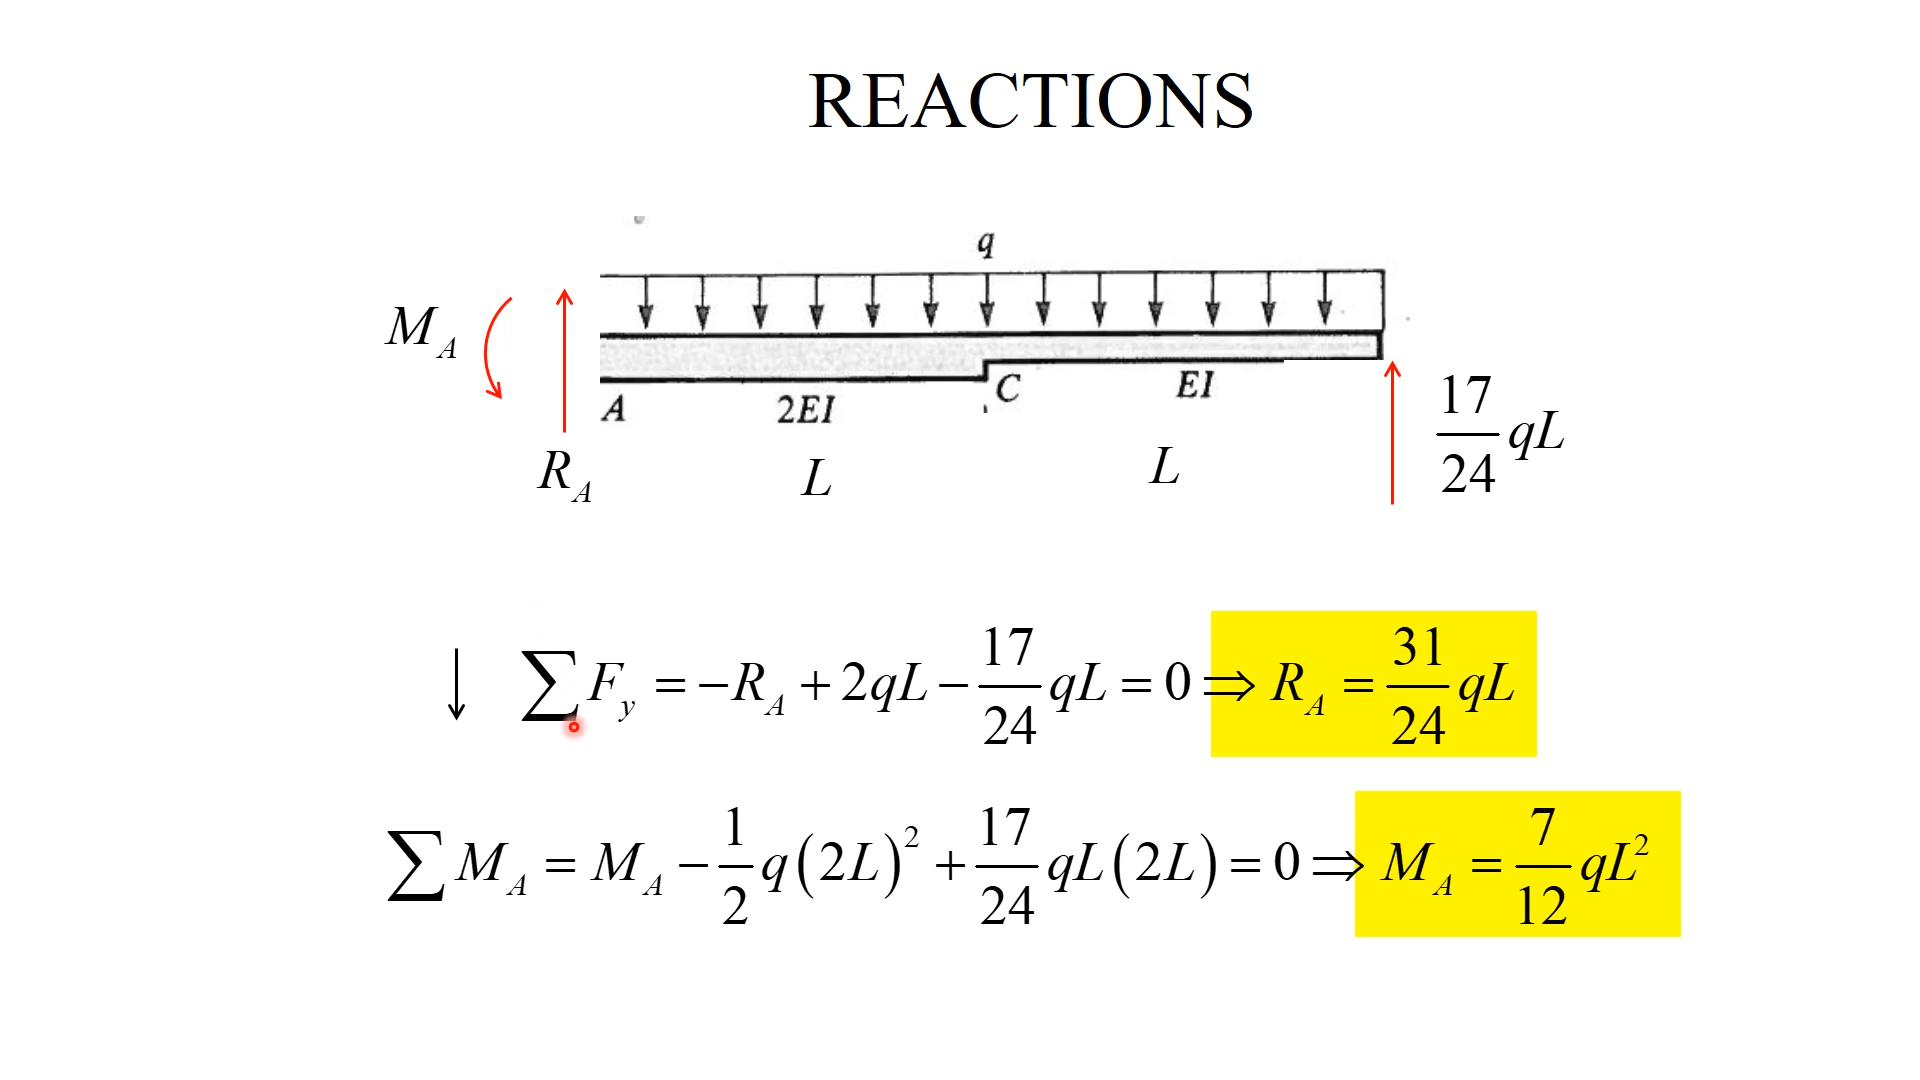 REACTIONS
q
M_A
A 2EI C EI
17/24 qL
R_A L L
↓ ∑F_y = −R_A + 2qL − 17/24 qL = 0 ⇒ R_A = 31/24 qL
∑M_A = M_A − 1/2 q(2L)^2 + 17/24 qL(2L) = 0 ⇒ M_A = 7/12 qL^2